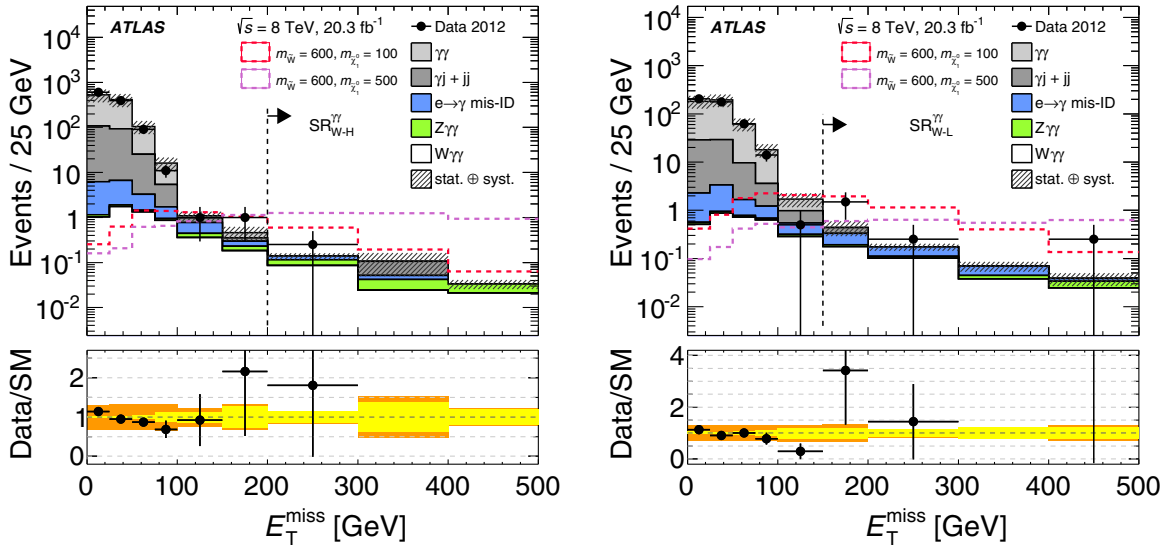 ATLAS
√s = 8 TeV, 20.3 fb⁻¹
Data 2012
m_W̃ = 600, m_χ̃₁⁰ = 100
m_W̃ = 600, m_χ̃₁⁰ = 500
γγ
γj + jj
e→γ mis-ID
Zγγ
Wγγ
stat. ⊕ syst.
SR^γγ_W-H
Events / 25 GeV
10⁴
10³
10²
10
1
10⁻¹
10⁻²
Data/SM
2
1
0
0 100 200 300 400 500
E_T^miss [GeV]
ATLAS
√s = 8 TeV, 20.3 fb⁻¹
Data 2012
m_W̃ = 600, m_χ̃₁⁰ = 100
m_W̃ = 600, m_χ̃₁⁰ = 500
γγ
γj + jj
e→γ mis-ID
Zγγ
Wγγ
stat. ⊕ syst.
SR^γγ_W-L
Events / 25 GeV
10⁴
10³
10²
10
1
10⁻¹
10⁻²
Data/SM
4
2
0
0 100 200 300 400 500
E_T^miss [GeV]